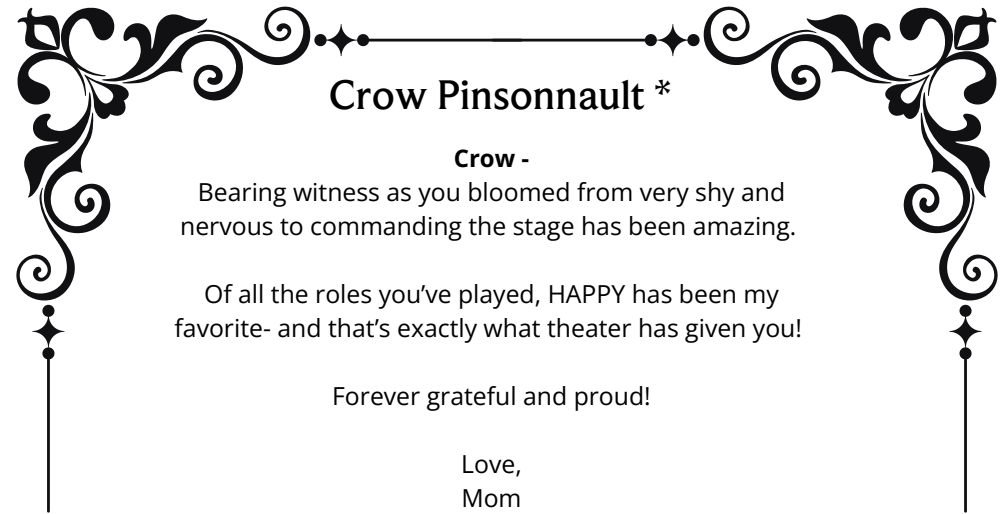 Crow Pinsonnault *
Crow -
Bearing witness as you bloomed from very shy and
nervous to commanding the stage has been amazing.
Of all the roles you’ve played, HAPPY has been my
favorite- and that’s exactly what theater has given you!
Forever grateful and proud!
Love,
Mom